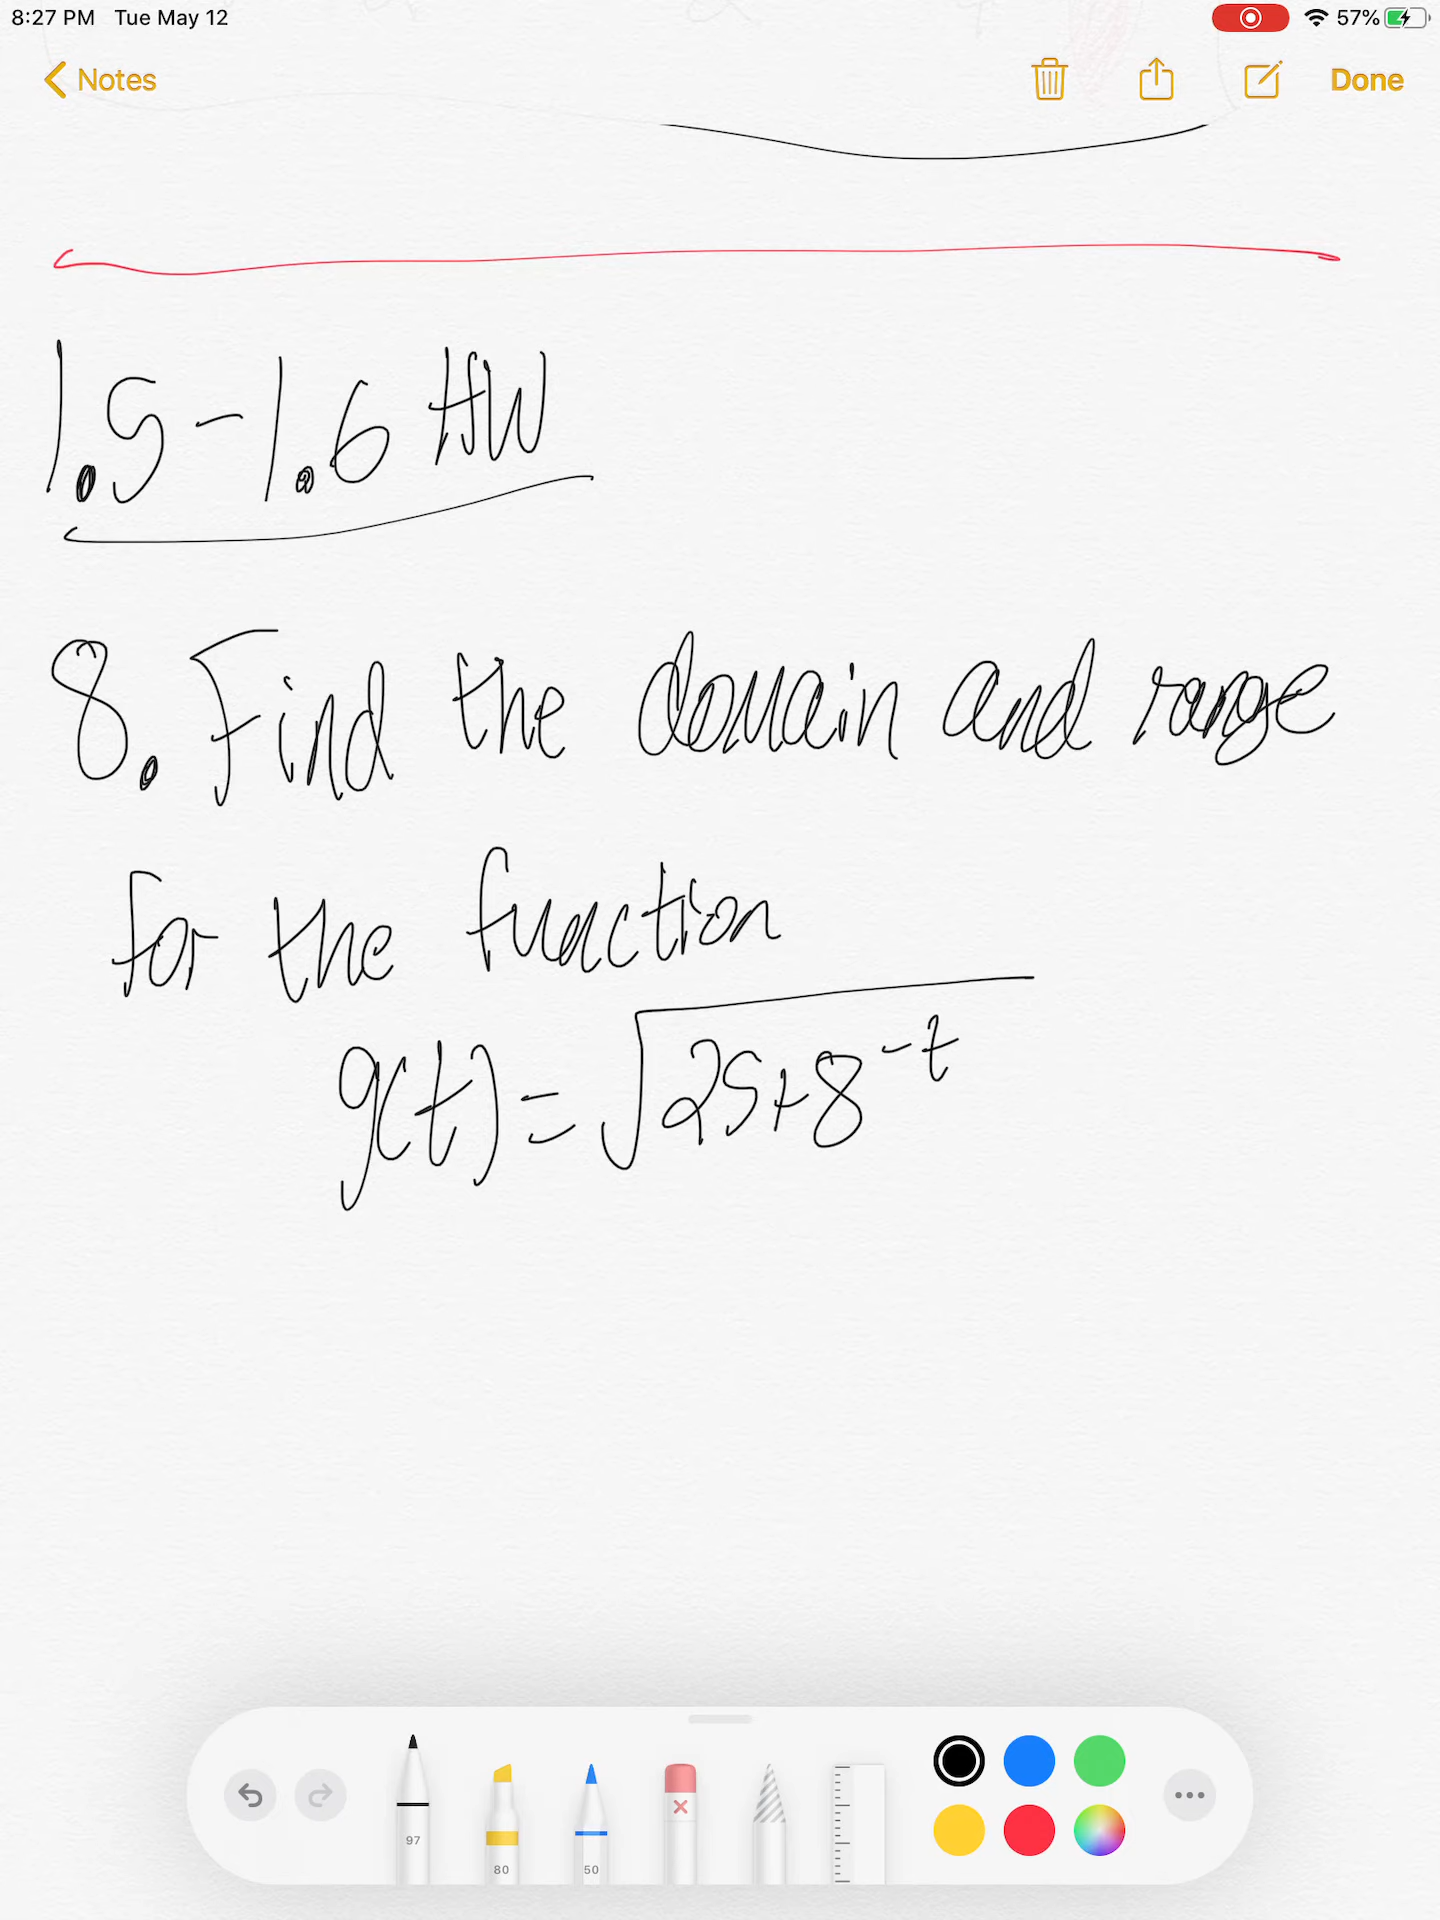 8:27 PM Tue May 12 57%
Notes Done
1.5-1.6 HW
8. Find the domain and range
for the function
g(t)=√25+8^-t
97 80 50